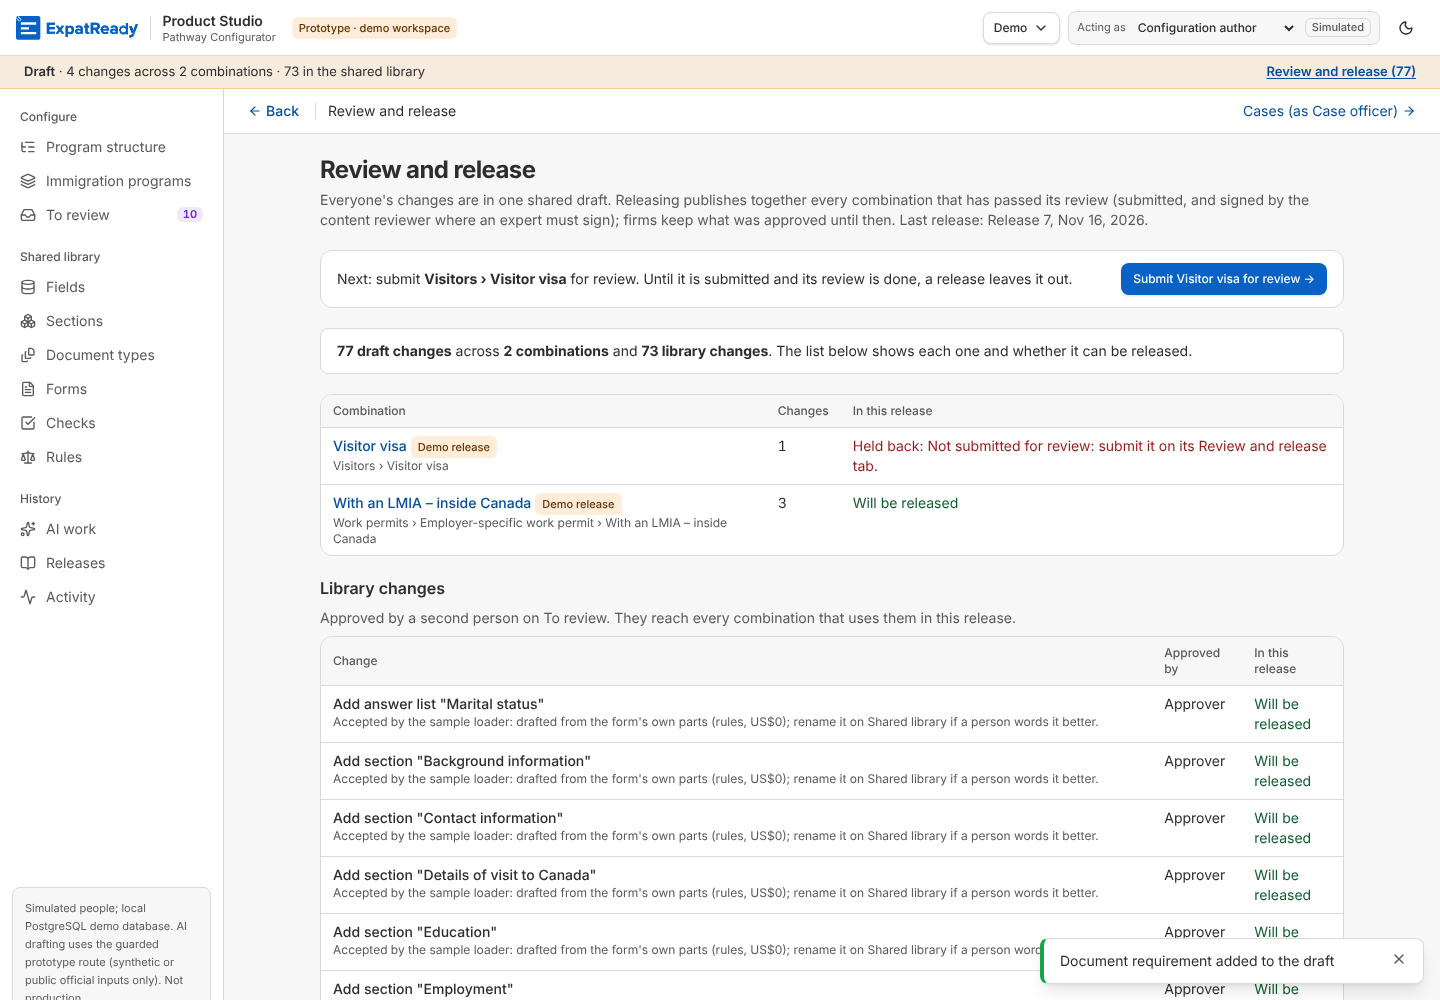 ExpatReady
Product Studio
Pathway Configurator
Prototype · demo workspace
Demo
Acting as
Configuration author
Simulated
Draft · 4 changes across 2 combinations · 73 in the shared library
Review and release (77)
Configure
Program structure
Immigration programs
To review
10
Shared library
Fields
Sections
Document types
Forms
Checks
Rules
History
AI work
Releases
Activity
Simulated people; local
PostgreSQL demo database. AI
drafting uses the guarded
prototype route (synthetic or
public official inputs only). Not
production
← Back
Review and release
Cases (as Case officer) →
Review and release
Everyone's changes are in one shared draft. Releasing publishes together every combination that has passed its review (submitted, and signed by the
content reviewer where an expert must sign); firms keep what was approved until then. Last release: Release 7, Nov 16, 2026.
Next: submit Visitors › Visitor visa for review. Until it is submitted and its review is done, a release leaves it out.
Submit Visitor visa for review →
77 draft changes across 2 combinations and 73 library changes. The list below shows each one and whether it can be released.
Combination
Changes
In this release
Visitor visa
Demo release
Visitors › Visitor visa
1
Held back: Not submitted for review: submit it on its Review and release
tab.
With an LMIA – inside Canada
Demo release
Work permits › Employer-specific work permit › With an LMIA – inside
Canada
3
Will be released
Library changes
Approved by a second person on To review. They reach every combination that uses them in this release.
Change
Approved
by
In this
release
Add answer list "Marital status"
Accepted by the sample loader: drafted from the form's own parts (rules, US$0); rename it on Shared library if a person words it better.
Approver
Will be
released
Add section "Background information"
Accepted by the sample loader: drafted from the form's own parts (rules, US$0); rename it on Shared library if a person words it better.
Approver
Will be
released
Add section "Contact information"
Accepted by the sample loader: drafted from the form's own parts (rules, US$0); rename it on Shared library if a person words it better.
Approver
Will be
released
Add section "Details of visit to Canada"
Accepted by the sample loader: drafted from the form's own parts (rules, US$0); rename it on Shared library if a person words it better.
Approver
Will be
released
Add section "Education"
Accepted by the sample loader: drafted from the form's own parts (rules, US$0); rename it on Shared library if a person
Approver
Will be
Add section "Employment"
Approver
Will be
Document requirement added to the draft